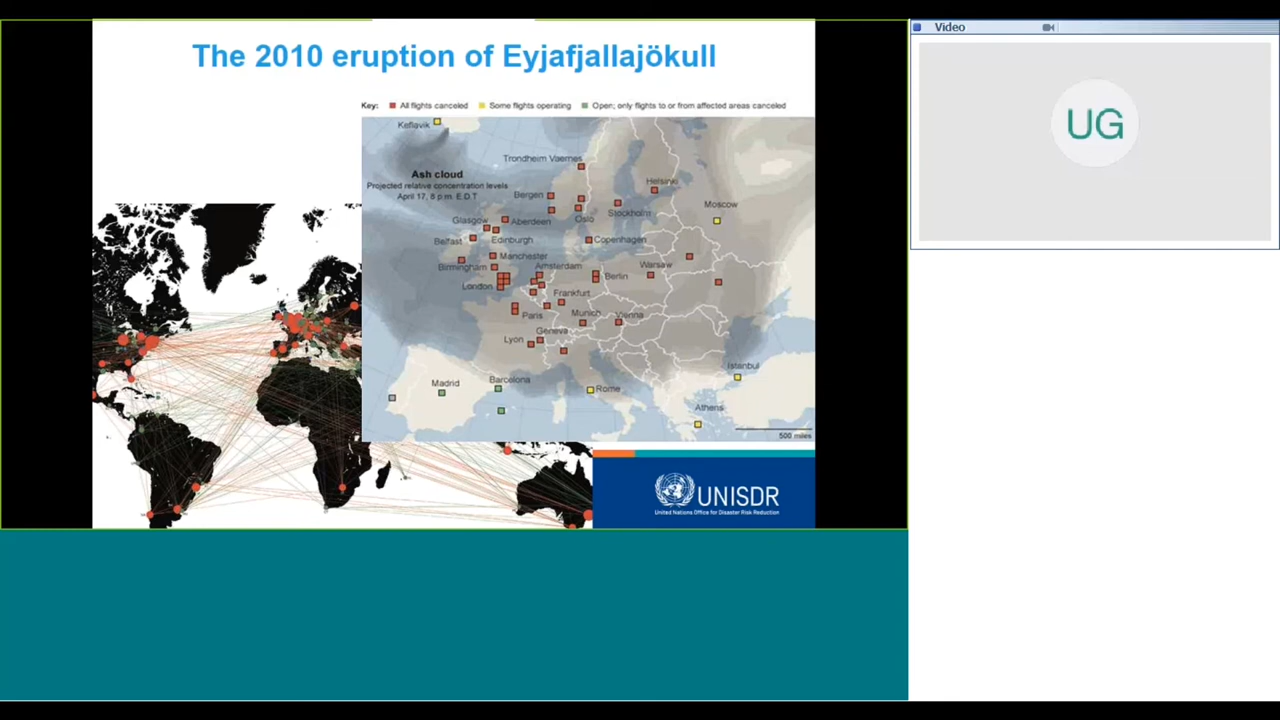 The 2010 eruption of Eyjafjallajökull
Key: All flights canceled Some flights operating Open; only flights to or from affected areas canceled
Keflavik
Trondheim Vaernes
Ash cloud
Projected relative concentration levels
April 17, 8 p.m. E.D.T
Helsinki
Bergen
Moscow
Stockholm
Oslo
Glasgow
Aberdeen
Belfast
Edinburgh
Copenhagen
Manchester
Birmingham
Amsterdam
Warsaw
Berlin
London
Frankfurt
Paris
Munich
Vienna
Geneva
Lyon
Istanbul
Madrid
Barcelona
Rome
Athens
500 miles
UNISDR
United Nations Office for Disaster Risk Reduction
Video
UG